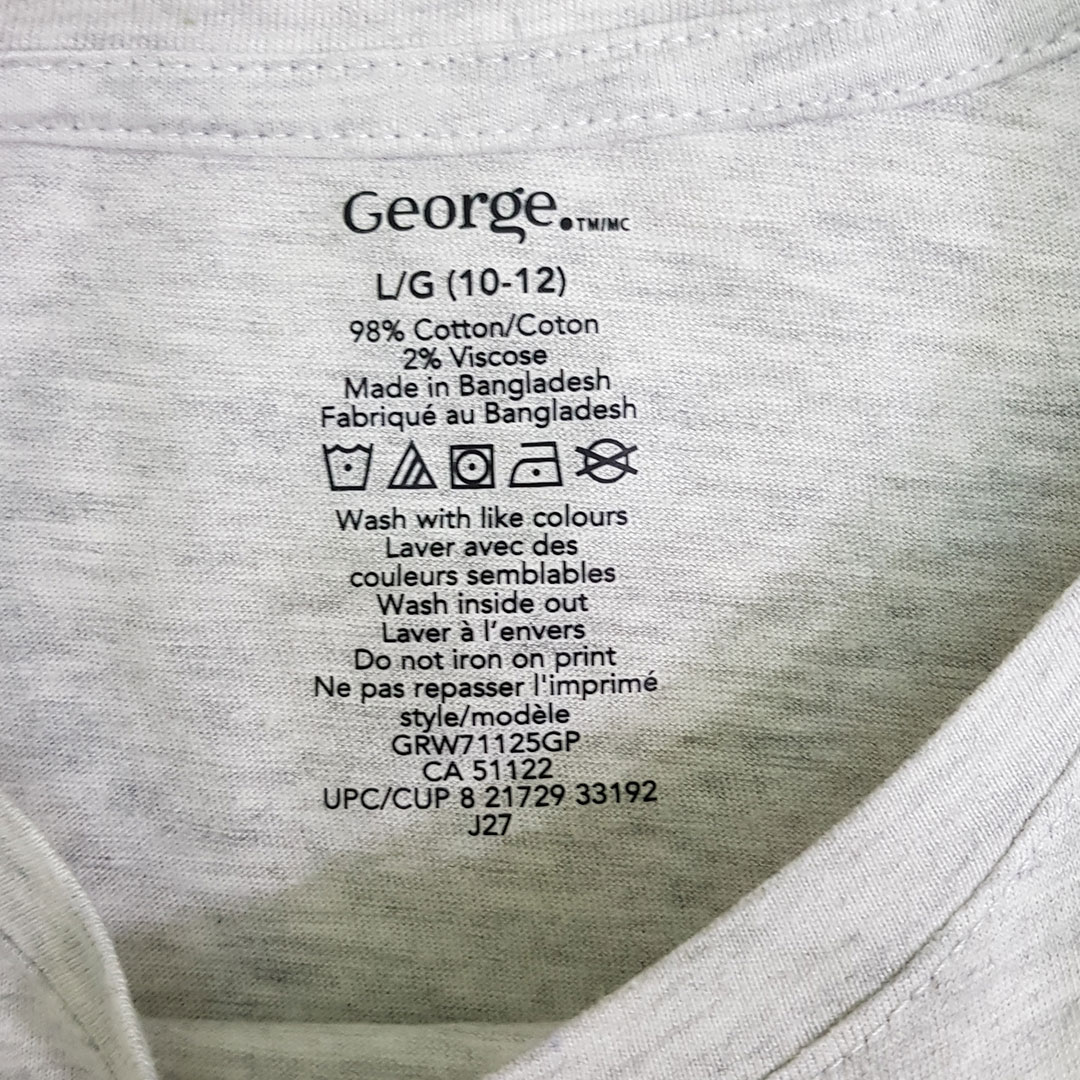 George. TM/MC
L/G (10-12)
98% Cotton/Coton
2% Viscose
Made in Bangladesh
Fabriqué au Bangladesh
Wash with like colours
Laver avec des
couleurs semblables
Wash inside out
Laver à l'envers
Do not iron on print
Ne pas repasser l'imprimé
style/modèle
GRW71125GP
CA 51122
UPC/CUP 8 21729 33192
J27